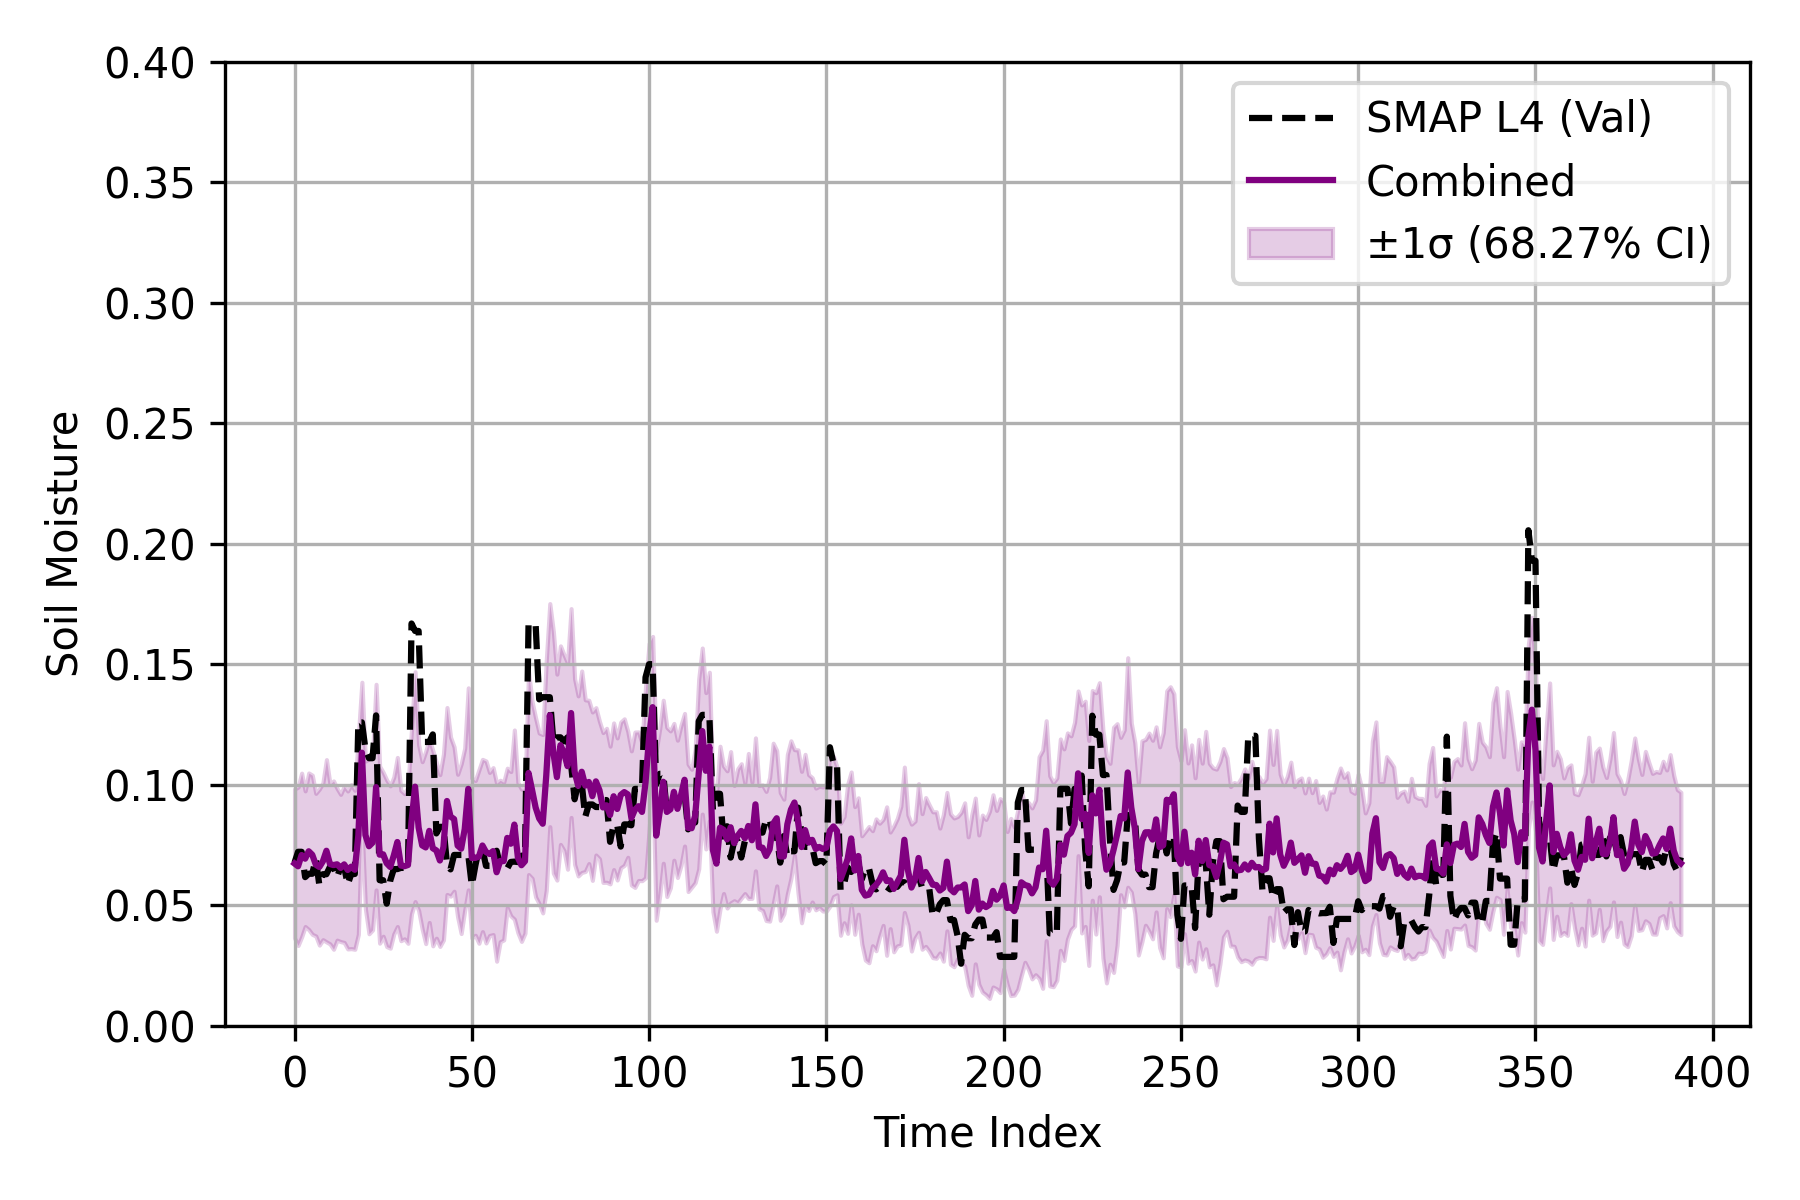 0.40
0.35
0.30
0.25
0.20
0.15
0.10
0.05
0.00
Soil Moisture
SMAP L4 (Val)
Combined
±1σ (68.27% CI)
0 50 100 150 200 250 300 350 400
Time Index